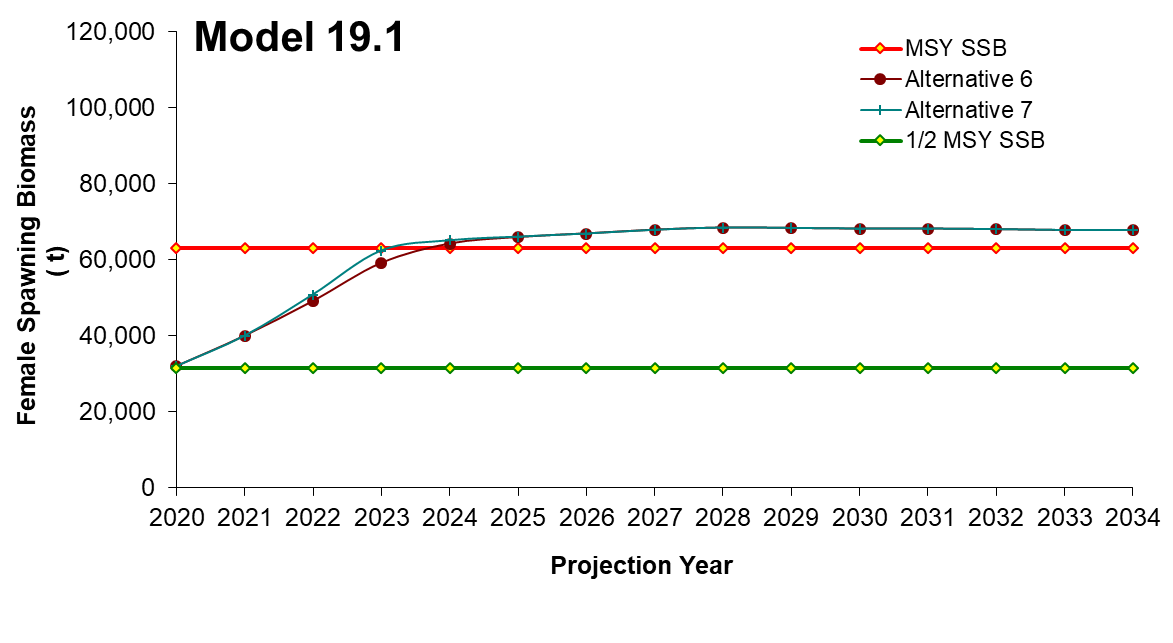 Model 19.1
MSY SSB
Alternative 6
Alternative 7
1/2 MSY SSB
120,000
100,000
80,000
60,000
40,000
20,000
0
Female Spawning Biomass
( t)
2020 2021 2022 2023 2024 2025 2026 2027 2028 2029 2030 2031 2032 2033 2034
Projection Year